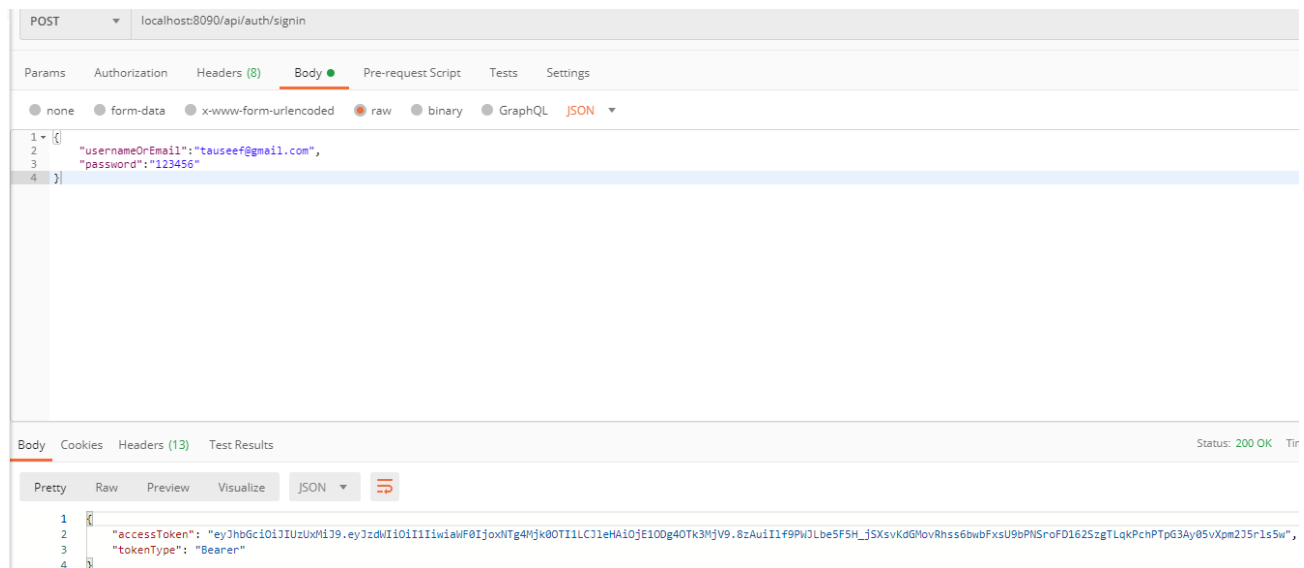 POST localhost:8090/api/auth/signin
Params Authorization Headers (8) Body Pre-request Script Tests Settings
none form-data x-www-form-urlencoded raw binary GraphQL JSON
1 {
2 "usernameOrEmail":"tauseef@gmail.com",
3 "password":"123456"
4 }
Body Cookies Headers (13) Test Results Status: 200 OK
Pretty Raw Preview Visualize JSON
1 {
2 "accessToken": "eyJhbGciOiJIUzUxMiJ9.eyJzdWIiOiI1IiwiaWF0IjoxNTg4Mjk0OTI1LCJleHAiOjE1ODg4OTk3MjV9.8zAuiIlf9PWJLbe5F5H_jSXsvKdGMovRhss6bwbFxsU9bPNSroFD162SzgTLqkPchPTpG3Ay05vXpm2J5rls5w",
3 "tokenType": "Bearer"
4 }